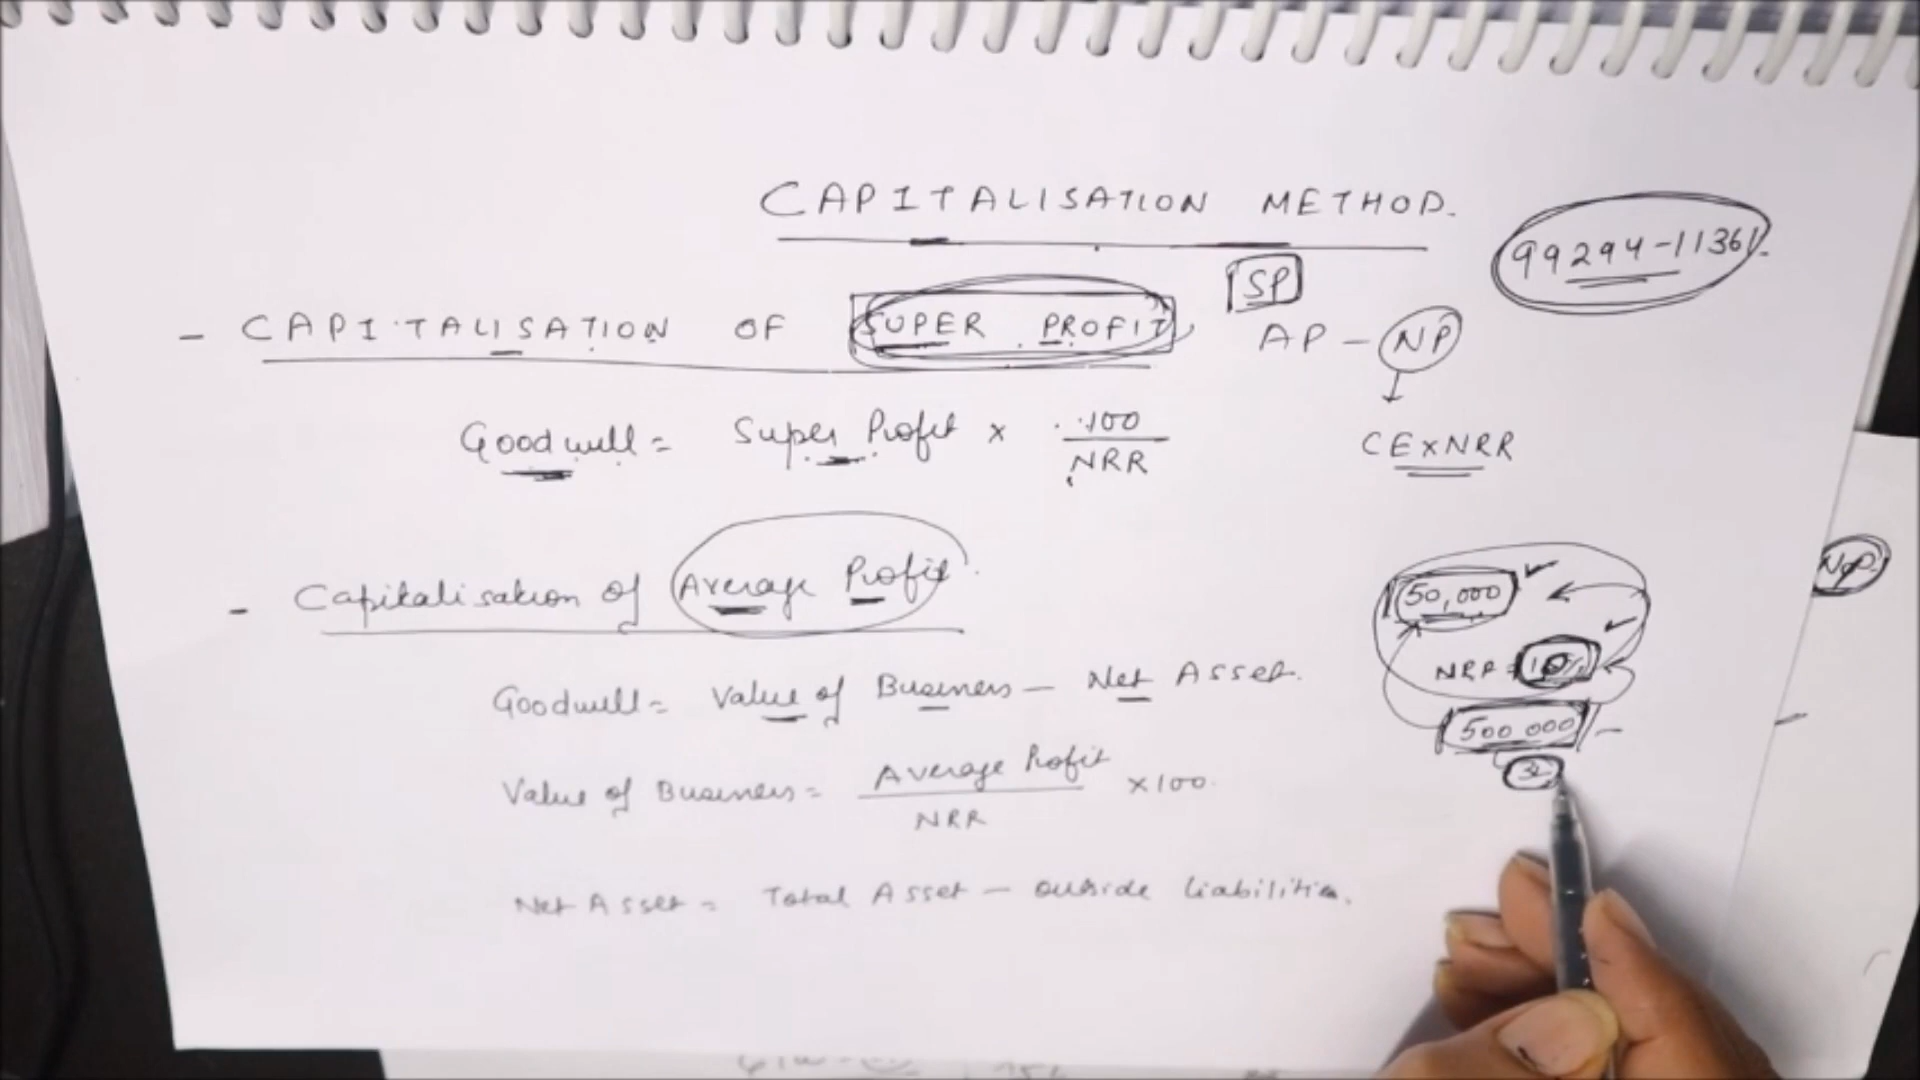 CAPITALISATION METHOD.
99294-11361.
SP
- CAPITALISATION OF SUPER PROFIT
AP - NP
Goodwill = Super Profit × 100
NRR
CE×NRR
- Capitalisation of Average Profit.
50,000
NRR = 10%
Goodwill = Value of Business - Net Asset.
500 000
Value of Business = Average Profit × 100.
NRR
Net Asset = Total Asset - outside liabilities.
NP